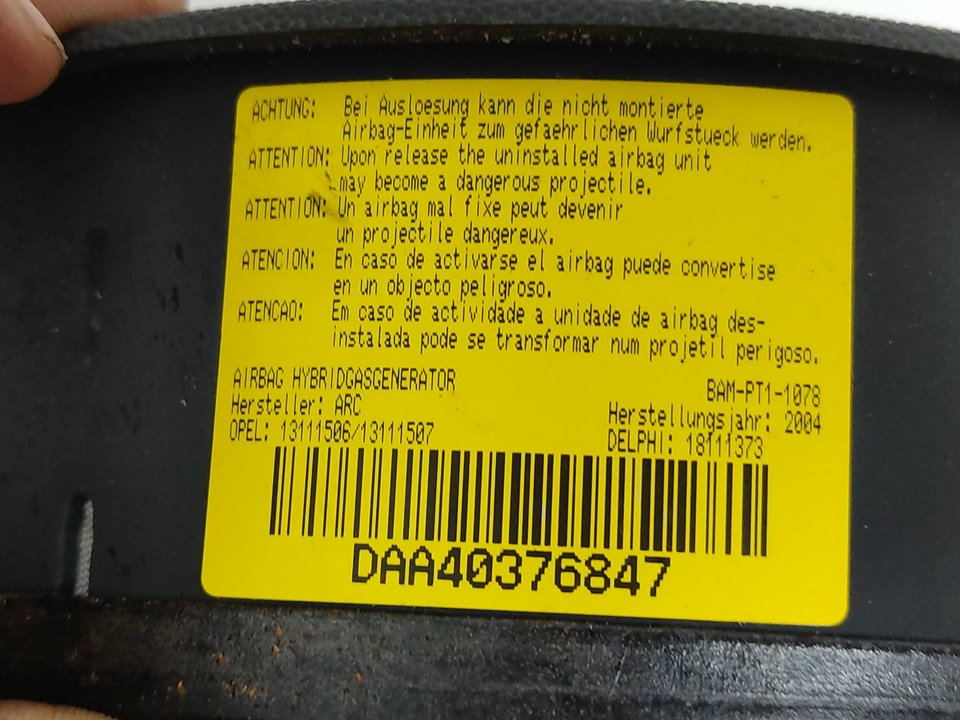 ACHTUNG: Bei Ausloesung kann die nicht montierte
Airbag-Einheit zum gefaehrlichen Wurfstueck werden.
ATTENTION: Upon release the uninstalled airbag unit
may become a dangerous projectile.
ATTENTION: Un airbag mal fixe peut devenir
un projectile dangereux.
ATENCION: En caso de activarse el airbag puede convertise
en un objecto peligroso.
ATENCAO: Em caso de actividade a unidade de airbag des-
instalada pode se transformar num projetil perigoso.
AIRBAG HYBRIDGASGENERATOR BAM-PT1-1078
Hersteller: ARC Herstellungsjahr: 2004
OPEL: 13111506/13111507 DELPHI: 18111373
DAA40376847